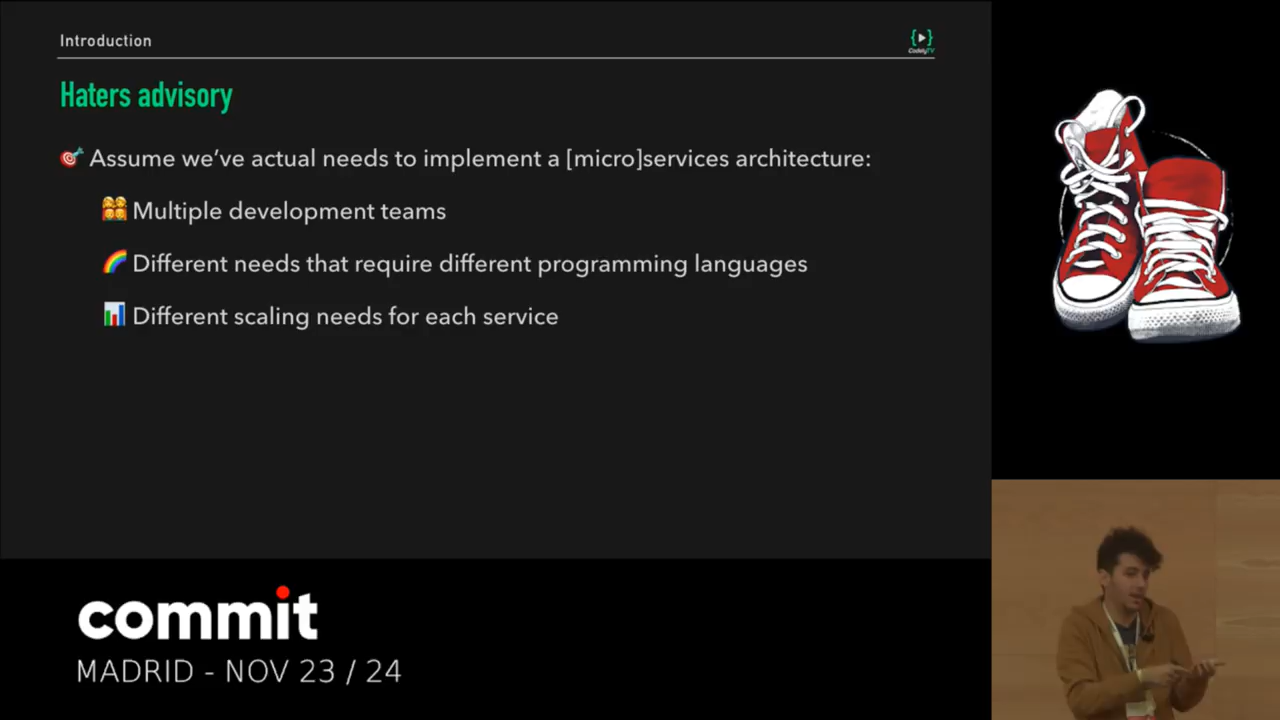 Introduction
{▶}
CodelyTV
Haters advisory
🎯 Assume we've actual needs to implement a [micro]services architecture:
👯 Multiple development teams
🌈 Different needs that require different programming languages
📊 Different scaling needs for each service
commit
MADRID - NOV 23 / 24